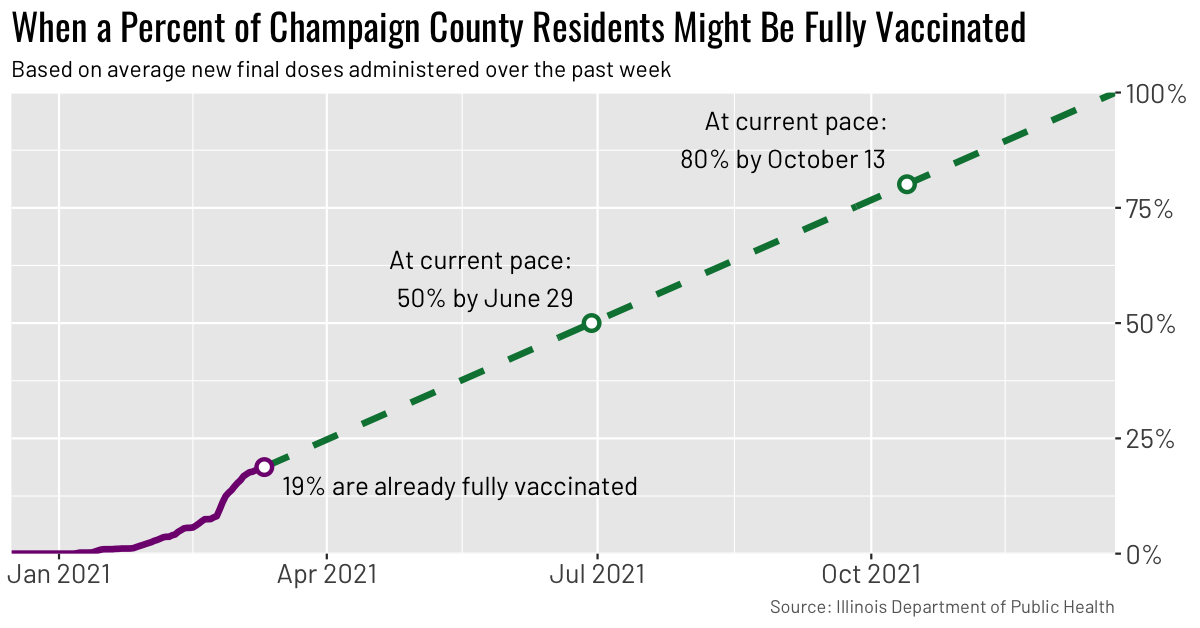 When a Percent of Champaign County Residents Might Be Fully Vaccinated
Based on average new final doses administered over the past week
100%
At current pace:
80% by October 13
75%
At current pace:
50% by June 29
50%
25%
19% are already fully vaccinated
0%
Jan 2021
Apr 2021
Jul 2021
Oct 2021
Source: Illinois Department of Public Health